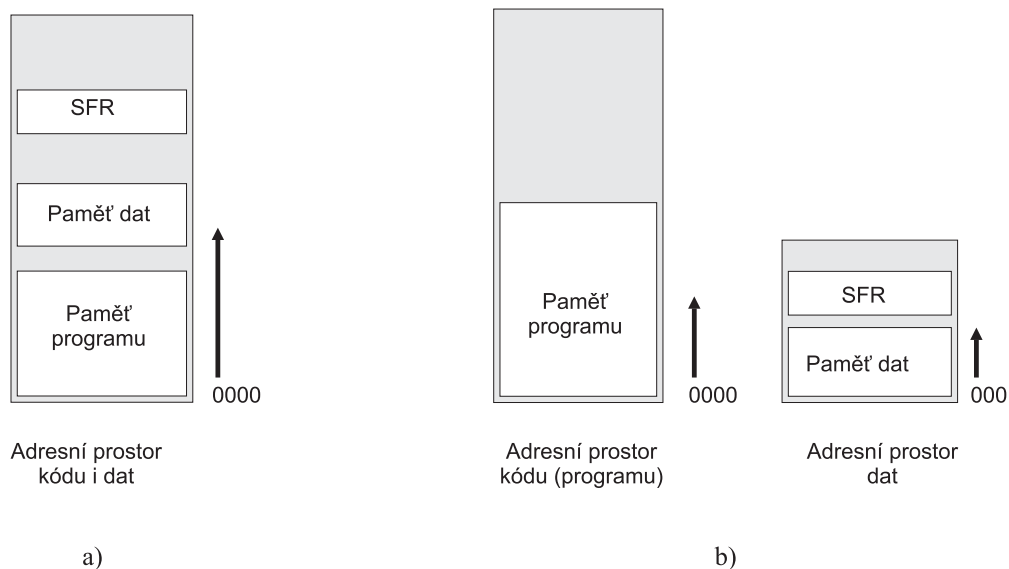 SFR
Paměť dat
Paměť
programu
0000
Adresní prostor
kódu i dat
a)
Paměť
programu
0000
Adresní prostor
kódu (programu)
SFR
Paměť dat
000
Adresní prostor
dat
b)